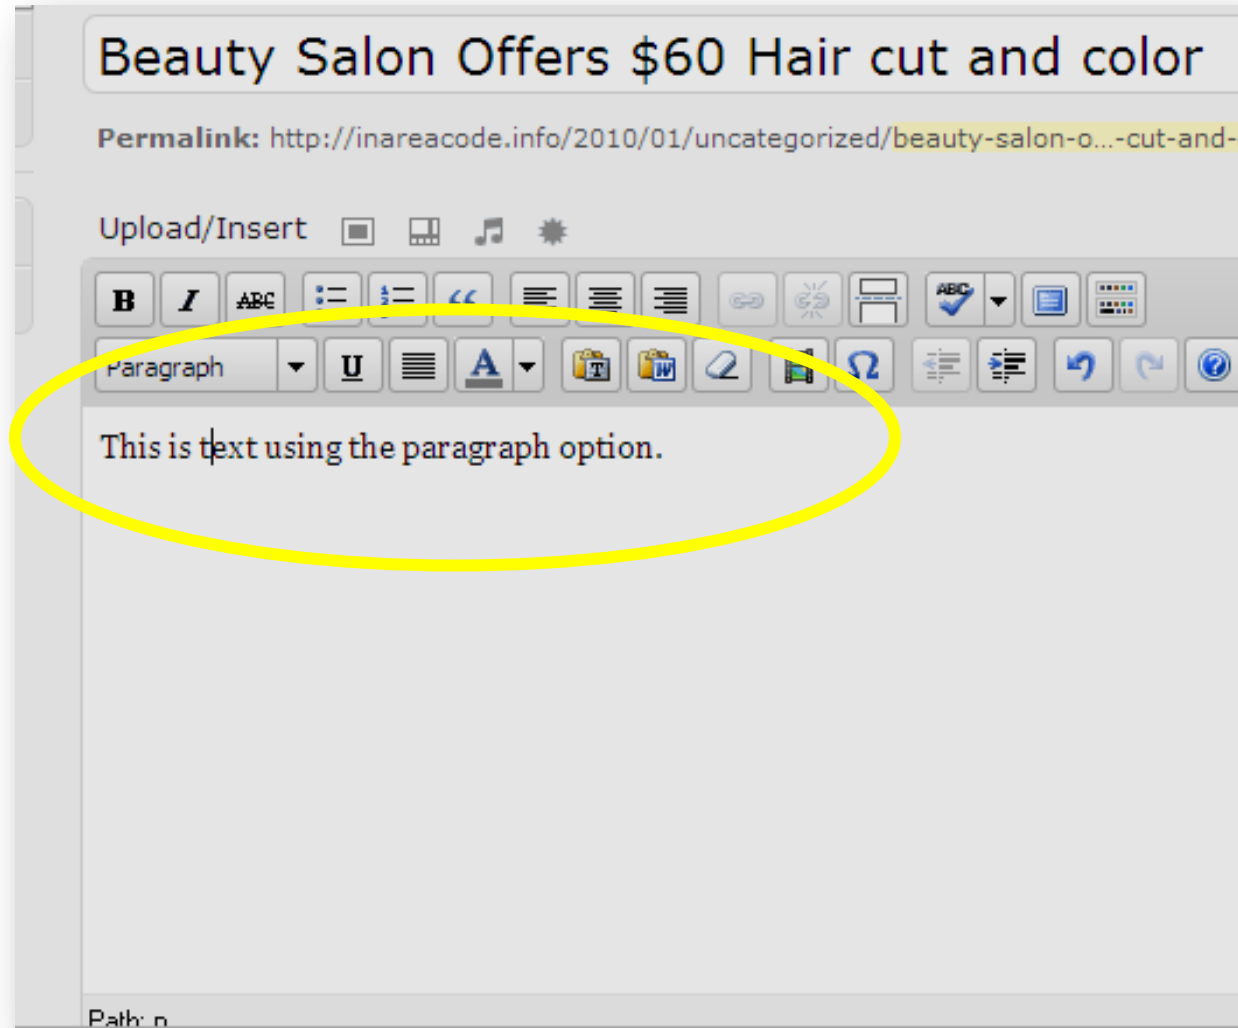 Beauty Salon Offers $60 Hair cut and color
Permalink: http://inareacode.info/2010/01/uncategorized/beauty-salon-o...-cut-and-
Upload/Insert
B I ABC ABC
Paragraph U A T W Ω ?
This is text using the paragraph option.
Path: p